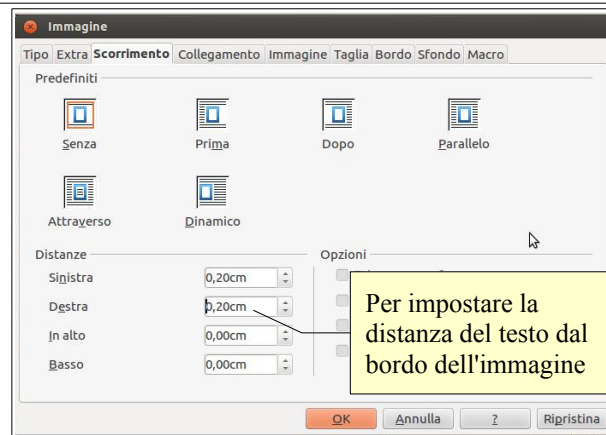 Immagine
Tipo Extra Scorrimento Collegamento Immagine Taglia Bordo Sfondo Macro
Predefiniti
Senza Prima Dopo Parallelo
Attraverso Dinamico
Distanze Opzioni
Sinistra 0,20cm
Destra 0,20cm
In alto 0,00cm
Basso 0,00cm
Per impostare la
distanza del testo dal
bordo dell'immagine
OK Annulla ? Ripristina